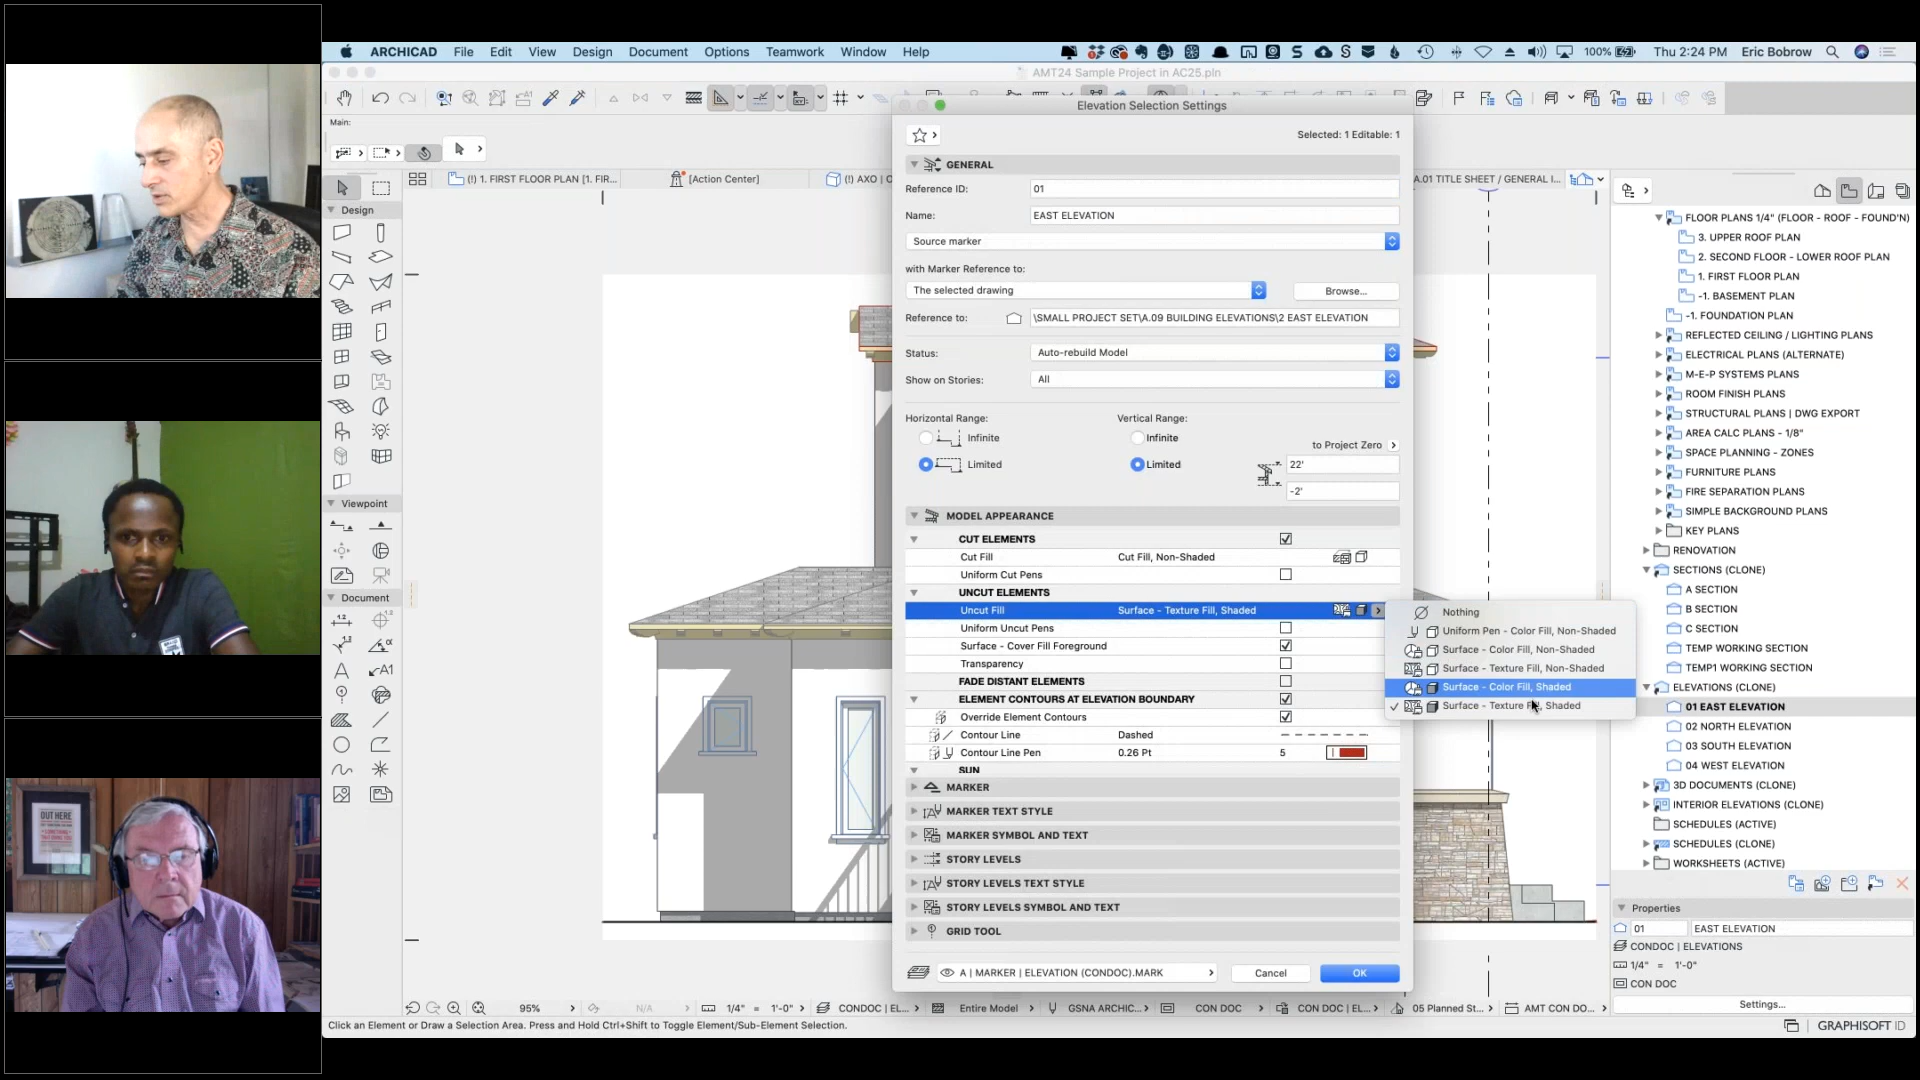 ARCHICAD File Edit View Design Document Options Teamwork Window Help
100% Thu 2:24 PM Eric Bobrow
AMT24 Sample Project in AC25.pln
Main:
(!) 1. FIRST FLOOR PLAN [1. FIR...
[Action Center]
(!) AXO | O
A.01 TITLE SHEET / GENERAL I...
Design
Viewpoint
Document
A1
Elevation Selection Settings
Selected: 1 Editable: 1
GENERAL
Reference ID: 01
Name: EAST ELEVATION
Source marker
with Marker Reference to:
The selected drawing
Browse...
Reference to: \SMALL PROJECT SET\A.09 BUILDING ELEVATIONS\2 EAST ELEVATION
Status: Auto-rebuild Model
Show on Stories: All
Horizontal Range:
Vertical Range:
Infinite
Infinite
to Project Zero
Limited
Limited
22'
-2'
MODEL APPEARANCE
CUT ELEMENTS
Cut Fill Cut Fill, Non-Shaded
Uniform Cut Pens
UNCUT ELEMENTS
Uncut Fill Surface - Texture Fill, Shaded
Uniform Uncut Pens
Surface - Cover Fill Foreground
Transparency
FADE DISTANT ELEMENTS
ELEMENT CONTOURS AT ELEVATION BOUNDARY
Override Element Contours
Contour Line Dashed
Contour Line Pen 0.26 Pt 5
SUN
MARKER
MARKER TEXT STYLE
MARKER SYMBOL AND TEXT
STORY LEVELS
STORY LEVELS TEXT STYLE
STORY LEVELS SYMBOL AND TEXT
GRID TOOL
A | MARKER | ELEVATION (CONDOC).MARK
Cancel
OK
Nothing
Uniform Pen - Color Fill, Non-Shaded
Surface - Color Fill, Non-Shaded
Surface - Texture Fill, Non-Shaded
Surface - Color Fill, Shaded
Surface - Texture Fill, Shaded
FLOOR PLANS 1/4" (FLOOR - ROOF - FOUND'N)
3. UPPER ROOF PLAN
2. SECOND FLOOR - LOWER ROOF PLAN
1. FIRST FLOOR PLAN
-1. BASEMENT PLAN
-1. FOUNDATION PLAN
REFLECTED CEILING / LIGHTING PLANS
ELECTRICAL PLANS (ALTERNATE)
M-E-P SYSTEMS PLANS
ROOM FINISH PLANS
STRUCTURAL PLANS | DWG EXPORT
AREA CALC PLANS - 1/8"
SPACE PLANNING - ZONES
FURNITURE PLANS
FIRE SEPARATION PLANS
SIMPLE BACKGROUND PLANS
KEY PLANS
RENOVATION
SECTIONS (CLONE)
A SECTION
B SECTION
C SECTION
TEMP WORKING SECTION
TEMP1 WORKING SECTION
ELEVATIONS (CLONE)
01 EAST ELEVATION
02 NORTH ELEVATION
03 SOUTH ELEVATION
04 WEST ELEVATION
3D DOCUMENTS (CLONE)
INTERIOR ELEVATIONS (CLONE)
SCHEDULES (ACTIVE)
SCHEDULES (CLONE)
WORKSHEETS (ACTIVE)
Properties
01 EAST ELEVATION
CONDOC | ELEVATIONS
1/4" = 1'-0"
CON DOC
Settings...
95% N/A 1/4" = 1'-0" CONDOC | EL... Entire Model GSNA ARCHIC... CON DOC CON DOC | EL... 05 Planned St... AMT CON DO...
Click an Element or Draw a Selection Area. Press and Hold Ctrl+Shift to Toggle Element/Sub-Element Selection.
GRAPHISOFT ID
OUT HERE